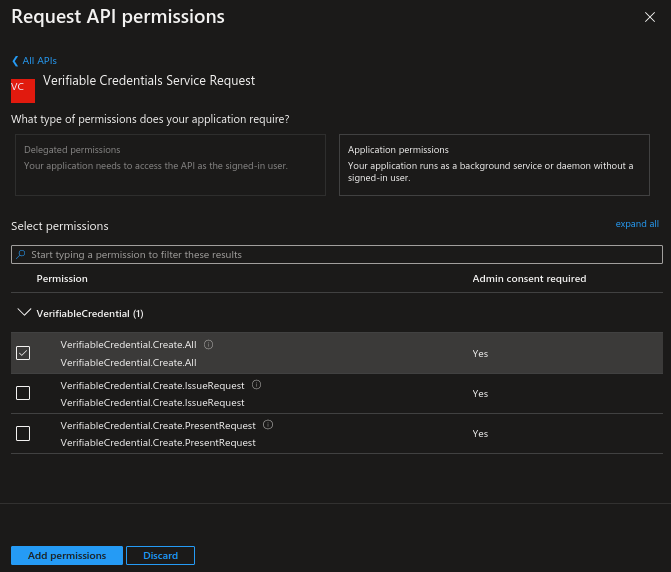 Request API permissions
All APIs
VC
Verifiable Credentials Service Request
What type of permissions does your application require?
Delegated permissions
Your application needs to access the API as the signed-in user.
Application permissions
Your application runs as a background service or daemon without a
signed-in user.
Select permissions
expand all
Start typing a permission to filter these results
Permission
Admin consent required
VerifiableCredential (1)
VerifiableCredential.Create.All
VerifiableCredential.Create.All
Yes
VerifiableCredential.Create.IssueRequest
VerifiableCredential.Create.IssueRequest
Yes
VerifiableCredential.Create.PresentRequest
VerifiableCredential.Create.PresentRequest
Yes
Add permissions
Discard